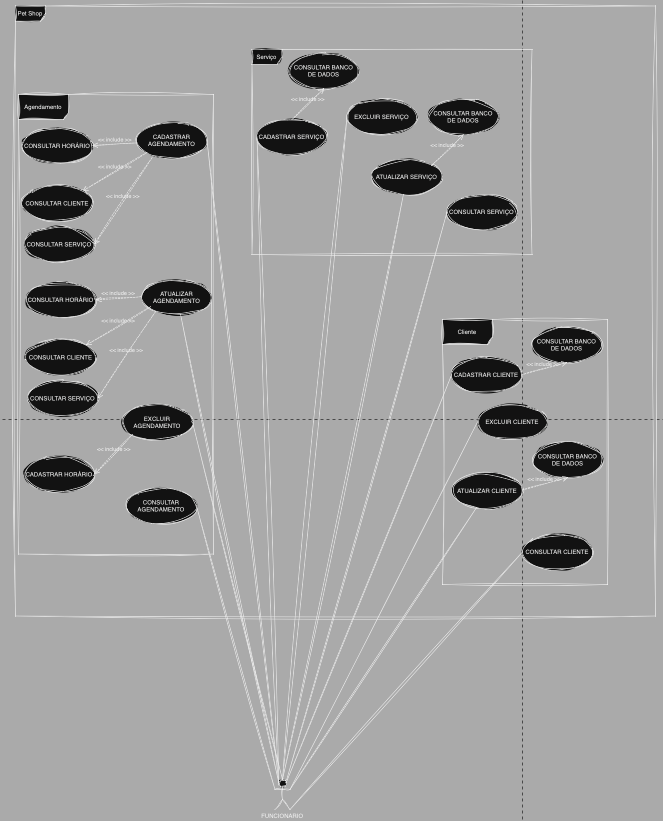 Pet Shop
Agendamento
CONSULTAR HORÁRIO
<< include >>
CADASTRAR
AGENDAMENTO
<< include >>
CONSULTAR CLIENTE
<< include >>
CONSULTAR SERVIÇO
CONSULTAR HORÁRIO
<< include >>
ATUALIZAR
AGENDAMENTO
<< include >>
CONSULTAR CLIENTE
<< include >>
CONSULTAR SERVIÇO
EXCLUIR
AGENDAMENTO
<< include >>
CADASTRAR HORÁRIO
CONSULTAR
AGENDAMENTO
Serviço
CONSULTAR BANCO
DE DADOS
<< include >>
CADASTRAR SERVIÇO
EXCLUIR SERVIÇO
CONSULTAR BANCO
DE DADOS
<< include >>
ATUALIZAR SERVIÇO
CONSULTAR SERVIÇO
Cliente
CONSULTAR BANCO
DE DADOS
<< include >>
CADASTRAR CLIENTE
EXCLUIR CLIENTE
CONSULTAR BANCO
DE DADOS
<< include >>
ATUALIZAR CLIENTE
CONSULTAR CLIENTE
FUNCIONARIO